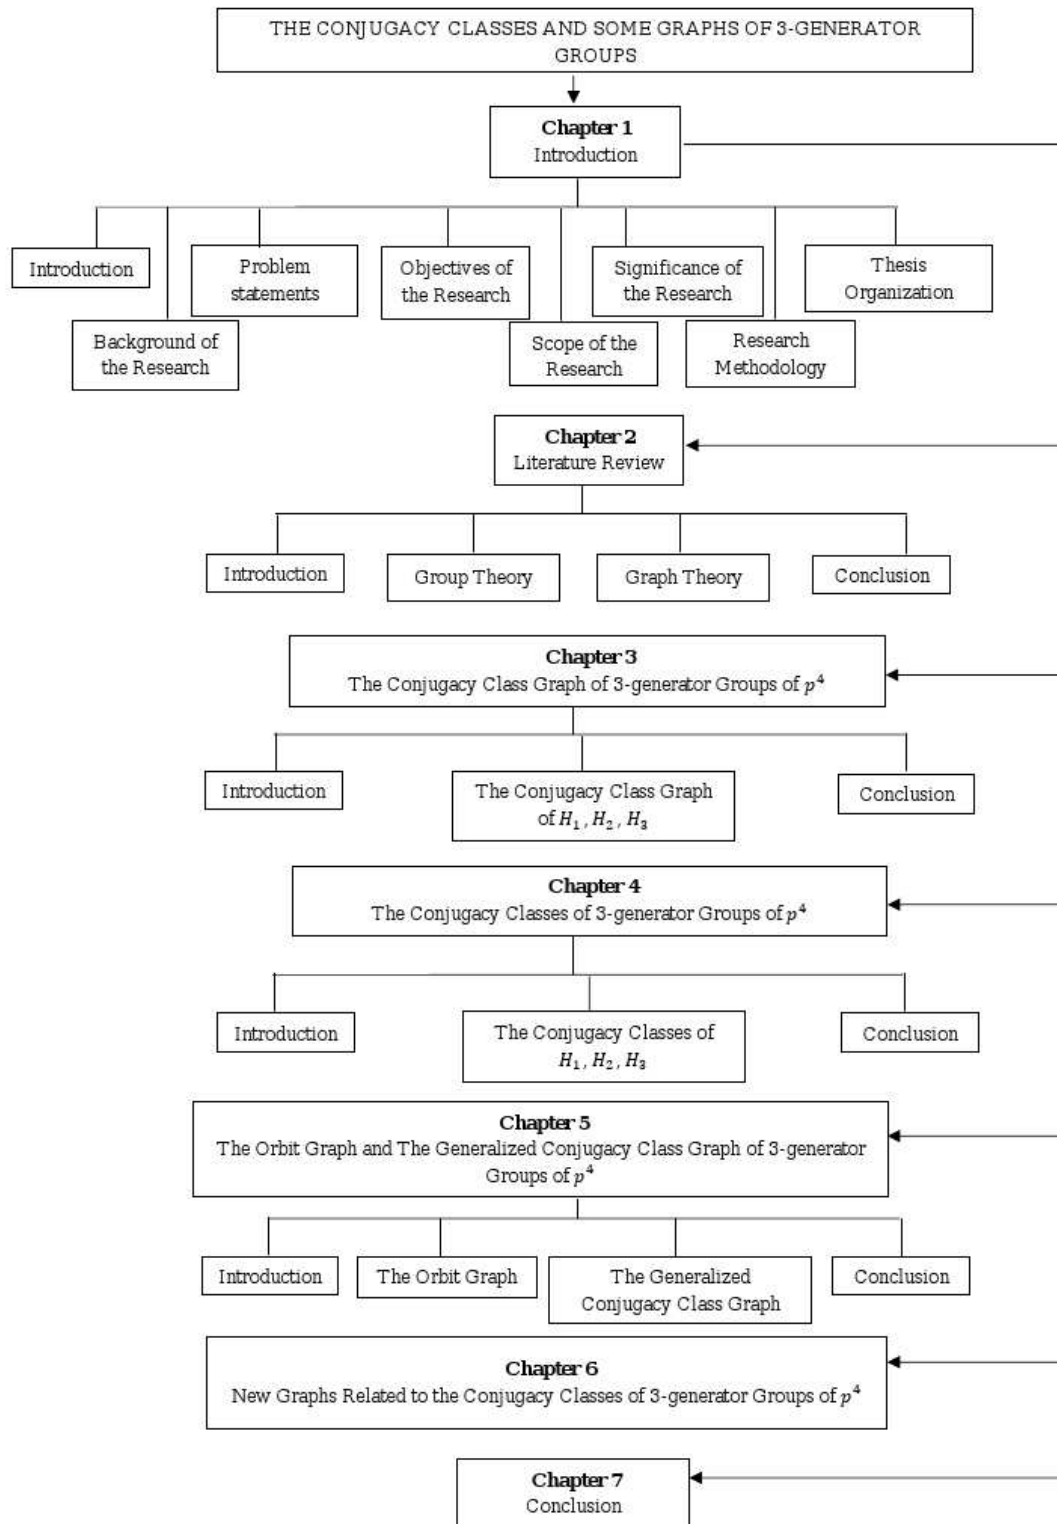 THE CONJUGACY CLASSES AND SOME GRAPHS OF 3-GENERATOR
GROUPS
Chapter 1
Introduction
Introduction
Background of
the Research
Problem
statements
Objectives of
the Research
Scope of the
Research
Significance of
the Research
Research
Methodology
Thesis
Organization
Chapter 2
Literature Review
Introduction
Group Theory
Graph Theory
Conclusion
Chapter 3
The Conjugacy Class Graph of 3-generator Groups of p⁴
Introduction
The Conjugacy Class Graph
of H₁, H₂, H₃
Conclusion
Chapter 4
The Conjugacy Classes of 3-generator Groups of p⁴
Introduction
The Conjugacy Classes of
H₁, H₂, H₃
Conclusion
Chapter 5
The Orbit Graph and The Generalized Conjugacy Class Graph of 3-generator
Groups of p⁴
Introduction
The Orbit Graph
The Generalized
Conjugacy Class Graph
Conclusion
Chapter 6
New Graphs Related to the Conjugacy Classes of 3-generator Groups of p⁴
Chapter 7
Conclusion